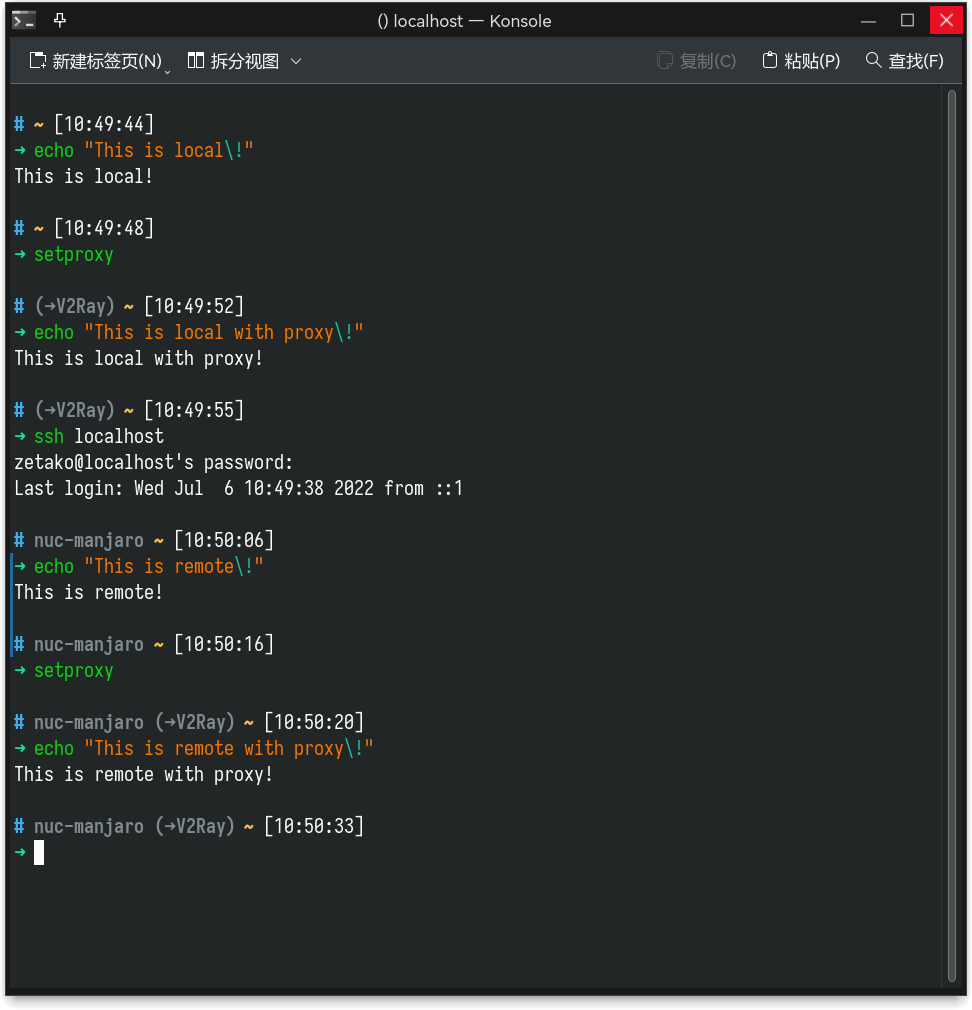 () localhost — Konsole
新建标签页(N) 拆分视图 复制(C) 粘贴(P) 查找(F)
# ~ [10:49:44]
→ echo "This is local\!"
This is local!
# ~ [10:49:48]
→ setproxy
# (→V2Ray) ~ [10:49:52]
→ echo "This is local with proxy\!"
This is local with proxy!
# (→V2Ray) ~ [10:49:55]
→ ssh localhost
zetako@localhost's password:
Last login: Wed Jul  6 10:49:38 2022 from ::1
# nuc-manjaro ~ [10:50:06]
→ echo "This is remote\!"
This is remote!
# nuc-manjaro ~ [10:50:16]
→ setproxy
# nuc-manjaro (→V2Ray) ~ [10:50:20]
→ echo "This is remote with proxy\!"
This is remote with proxy!
# nuc-manjaro (→V2Ray) ~ [10:50:33]
→